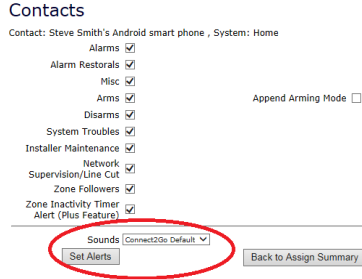 Contacts
Contact: Steve Smith's Android smart phone , System: Home
Alarms
Alarm Restorals
Misc
Arms Append Arming Mode
Disarms
System Troubles
Installer Maintenance
Network
Supervision/Line Cut
Zone Followers
Zone Inactivity Timer
Alert (Plus Feature)
Sounds Connect2Go Default
Set Alerts Back to Assign Summary